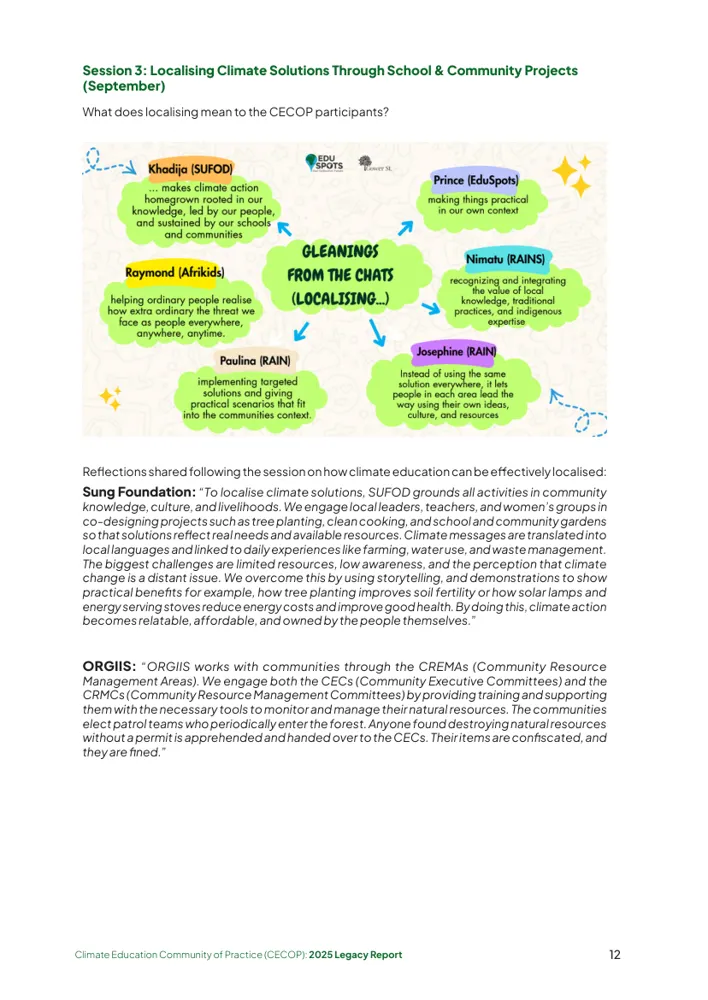 Session 3: Localising Climate Solutions Through School & Community Projects
(September)
What does localising mean to the CECOP participants?
EDU
SPOTS
Tower St.
Khadija (SUFOD)
... makes climate action
homegrown rooted in our
knowledge, led by our people,
and sustained by our schools
and communities
Prince (EduSpots)
making things practical
in our own context
GLEANINGS
FROM THE CHATS
(LOCALISING...)
Raymond (Afrikids)
helping ordinary people realise
how extra ordinary the threat we
face as people everywhere,
anywhere, anytime.
Nimatu (RAINS)
recognizing and integrating
the value of local
knowledge, traditional
practices, and indigenous
expertise
Paulina (RAIN)
implementing targeted
solutions and giving
practical scenarios that fit
into the communities context.
Josephine (RAIN)
Instead of using the same
solution everywhere, it lets
people in each area lead the
way using their own ideas,
culture, and resources
Reflections shared following the session on how climate education can be effectively localised:
Sung Foundation: “To localise climate solutions, SUFOD grounds all activities in community
knowledge, culture, and livelihoods. We engage local leaders, teachers, and women’s groups in
co-designing projects such as tree planting, clean cooking, and school and community gardens
so that solutions reflect real needs and available resources. Climate messages are translated into
local languages and linked to daily experiences like farming, water use, and waste management.
The biggest challenges are limited resources, low awareness, and the perception that climate
change is a distant issue. We overcome this by using storytelling, and demonstrations to show
practical benefits for example, how tree planting improves soil fertility or how solar lamps and
energy serving stoves reduce energy costs and improve good health. By doing this, climate action
becomes relatable, affordable, and owned by the people themselves.”
ORGIIS: “ORGIIS works with communities through the CREMAs (Community Resource
Management Areas). We engage both the CECs (Community Executive Committees) and the
CRMCs (Community Resource Management Committees) by providing training and supporting
them with the necessary tools to monitor and manage their natural resources. The communities
elect patrol teams who periodically enter the forest. Anyone found destroying natural resources
without a permit is apprehended and handed over to the CECs. Their items are confiscated, and
they are fined.”
Climate Education Community of Practice (CECOP): 2025 Legacy Report
12